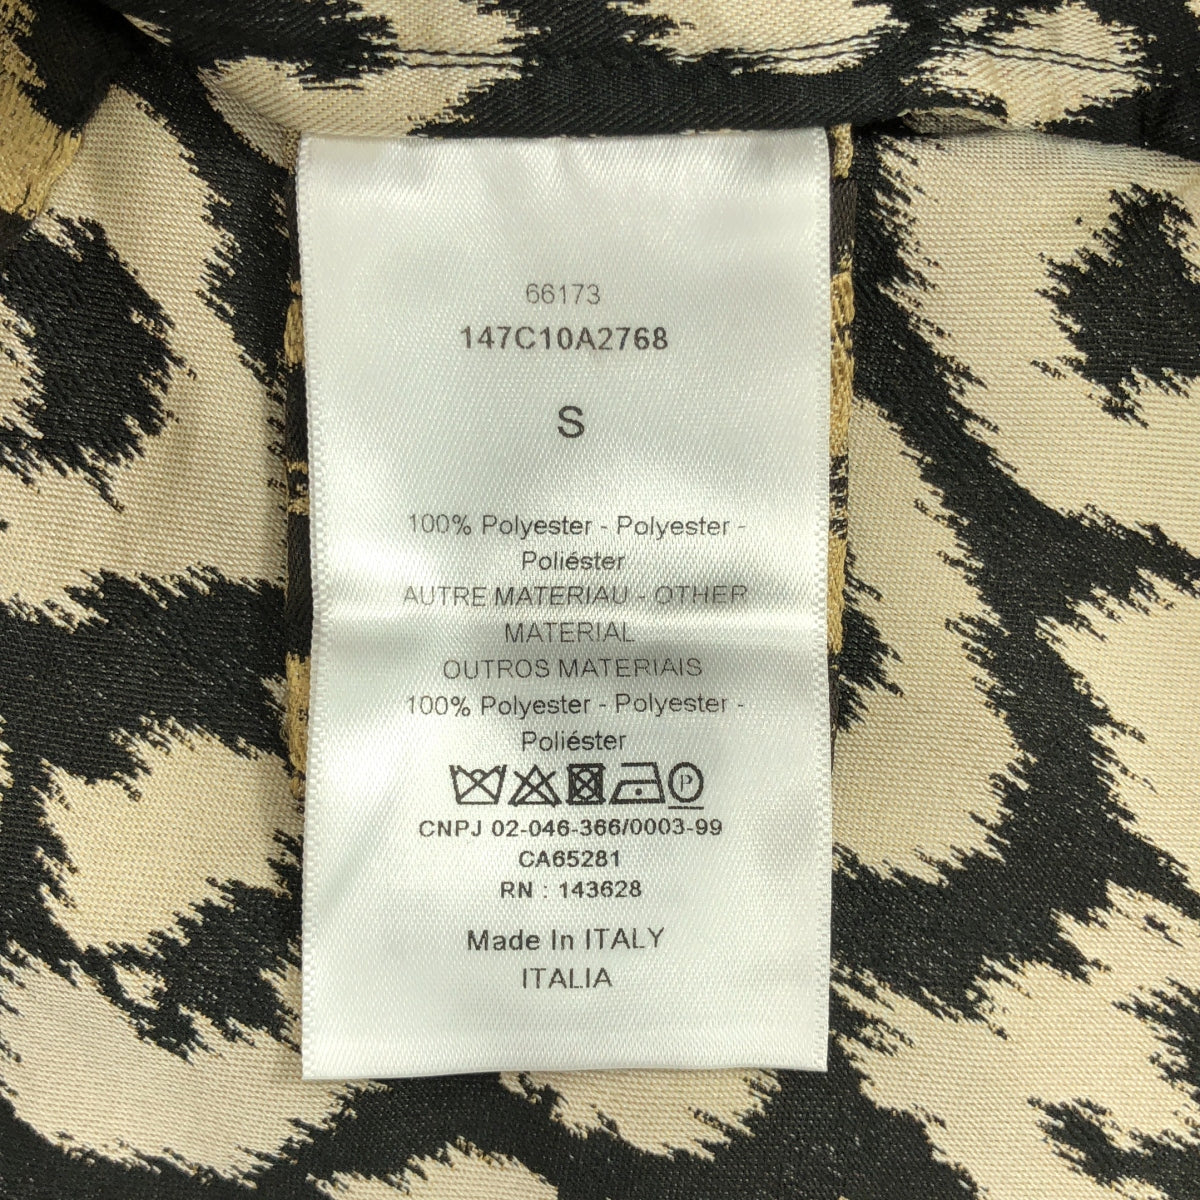 66173
147C10A2768
S
100% Polyester - Polyester -
Poliéster
AUTRE MATERIAU - OTHER
MATERIAL
OUTROS MATERIAIS
100% Polyester - Polyester -
Poliéster
P
CNPJ 02-046-366/0003-99
CA65281
RN : 143628
Made In ITALY
ITALIA